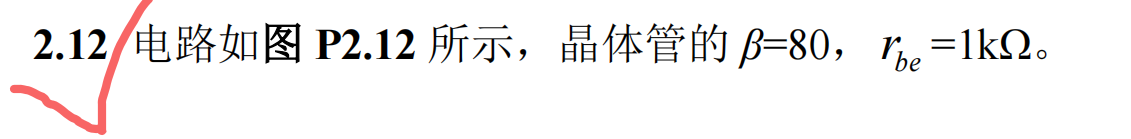 2.12 电路如图 P2.12 所示，晶体管的 β=80， r_be =1kΩ。